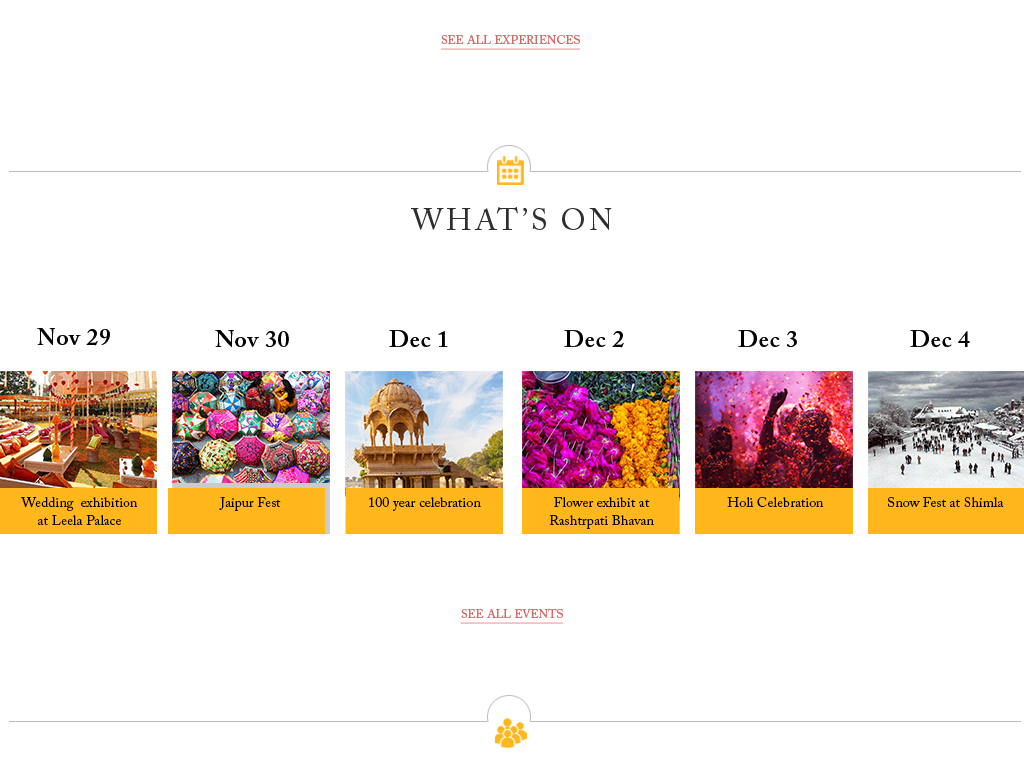 SEE ALL EXPERIENCES
WHAT'S ON
Nov 29
Nov 30
Dec 1
Dec 2
Dec 3
Dec 4
Wedding  exhibition
at Leela Palace
Jaipur Fest
100 year celebration
Flower exhibit at
Rashtrpati Bhavan
Holi Celebration
Snow Fest at Shimla
SEE ALL EVENTS